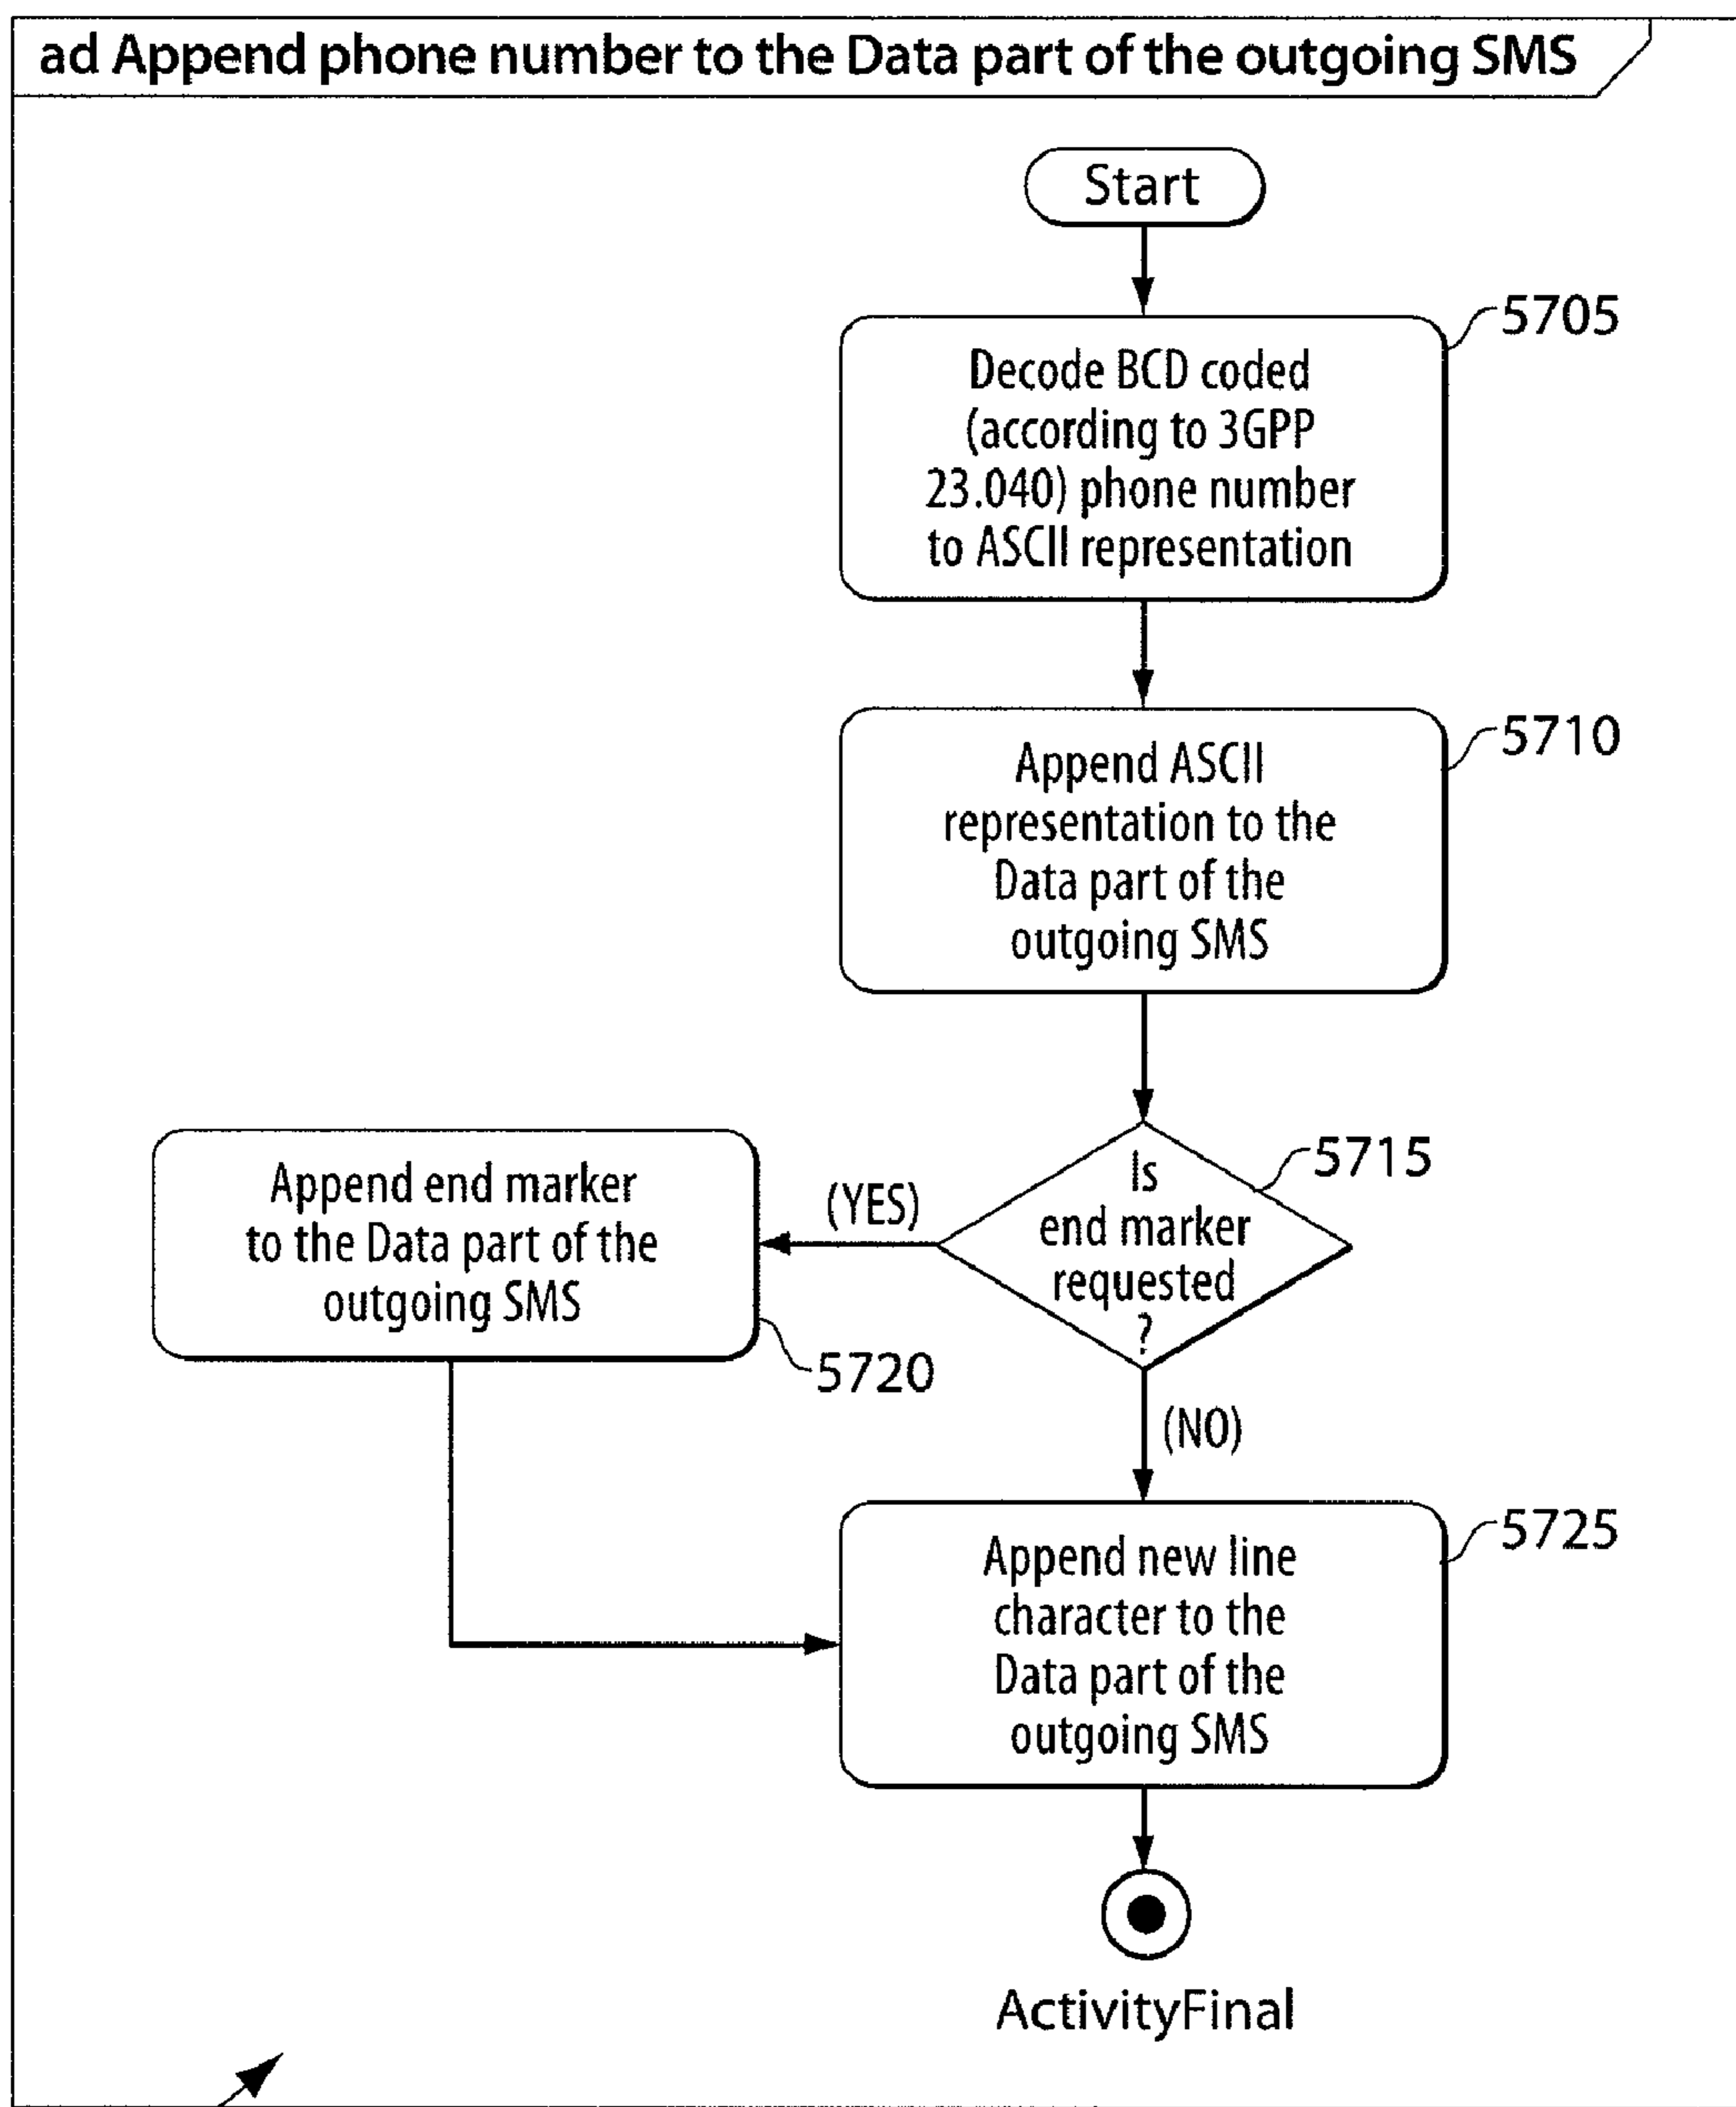 ad Append phone number to the Data part of the outgoing SMS
Start
5705
Decode BCD coded
(according to 3GPP
23.040) phone number
to ASCII representation
5710
Append ASCII
representation to the
Data part of the
outgoing SMS
5715
Is
end marker
requested
?
(YES)
Append end marker
to the Data part of the
outgoing SMS
5720
(NO)
5725
Append new line
character to the
Data part of the
outgoing SMS
ActivityFinal